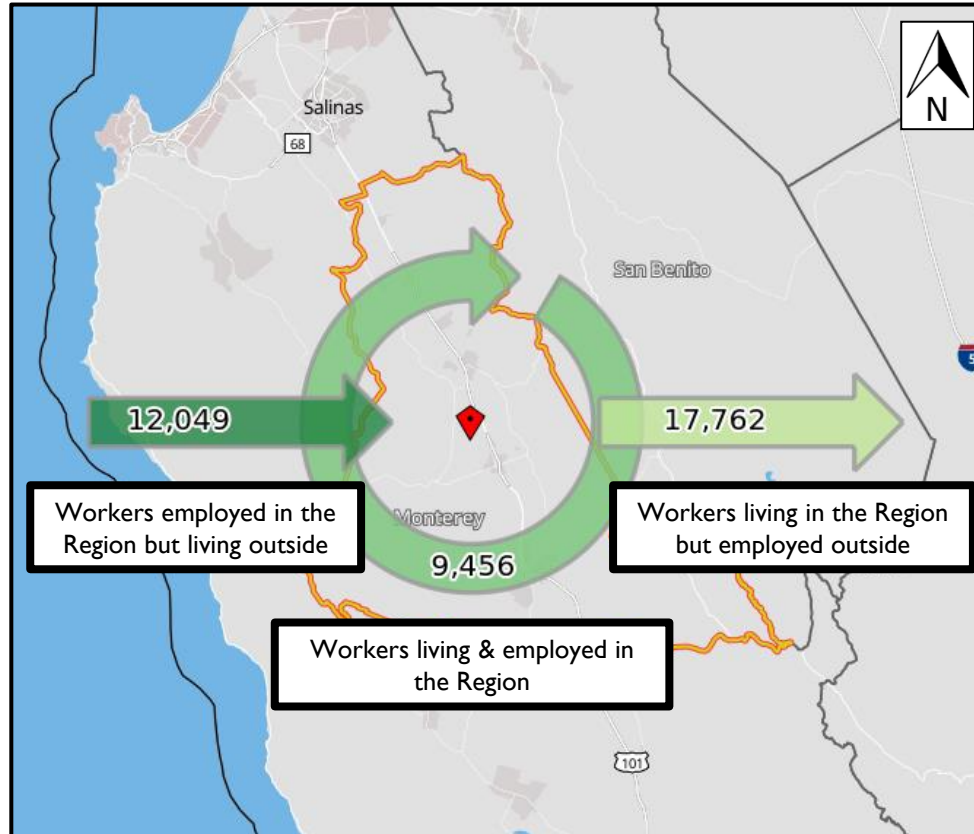 N
Salinas
68
San Benito
5
12,049
17,762
Workers employed in the
Region but living outside
Monterey
Workers living in the Region
but employed outside
9,456
Workers living & employed in
the Region
101